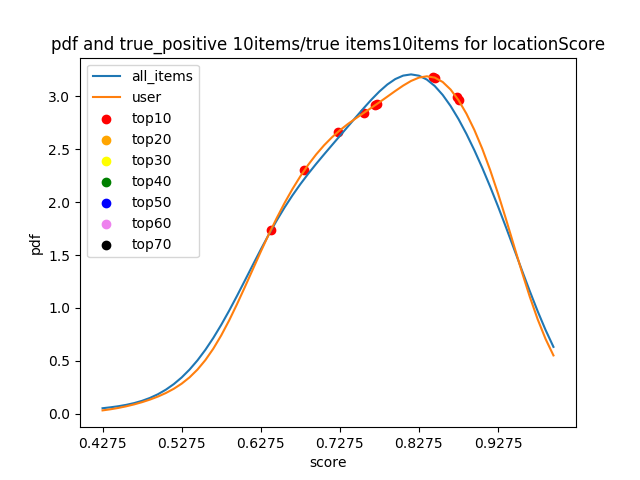 pdf and true_positive 10items/true items10items for locationScore
all_items
user
top10
top20
top30
top40
top50
top60
top70
pdf
3.0
2.5
2.0
1.5
1.0
0.5
0.0
0.4275 0.5275 0.6275 0.7275 0.8275 0.9275
score